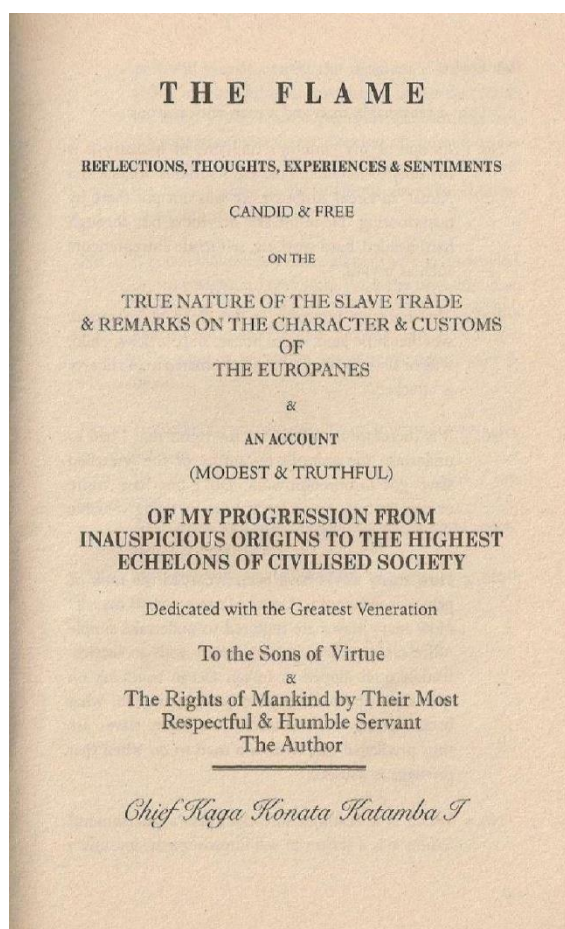 THE FLAME
REFLECTIONS, THOUGHTS, EXPERIENCES & SENTIMENTS
CANDID & FREE
ON THE
TRUE NATURE OF THE SLAVE TRADE
& REMARKS ON THE CHARACTER & CUSTOMS
OF
THE EUROPANES
&
AN ACCOUNT
(MODEST & TRUTHFUL)
OF MY PROGRESSION FROM
INAUSPICIOUS ORIGINS TO THE HIGHEST
ECHELONS OF CIVILISED SOCIETY
Dedicated with the Greatest Veneration
To the Sons of Virtue
&
The Rights of Mankind by Their Most
Respectful & Humble Servant
The Author
Chief Kaga Konata Katamba I